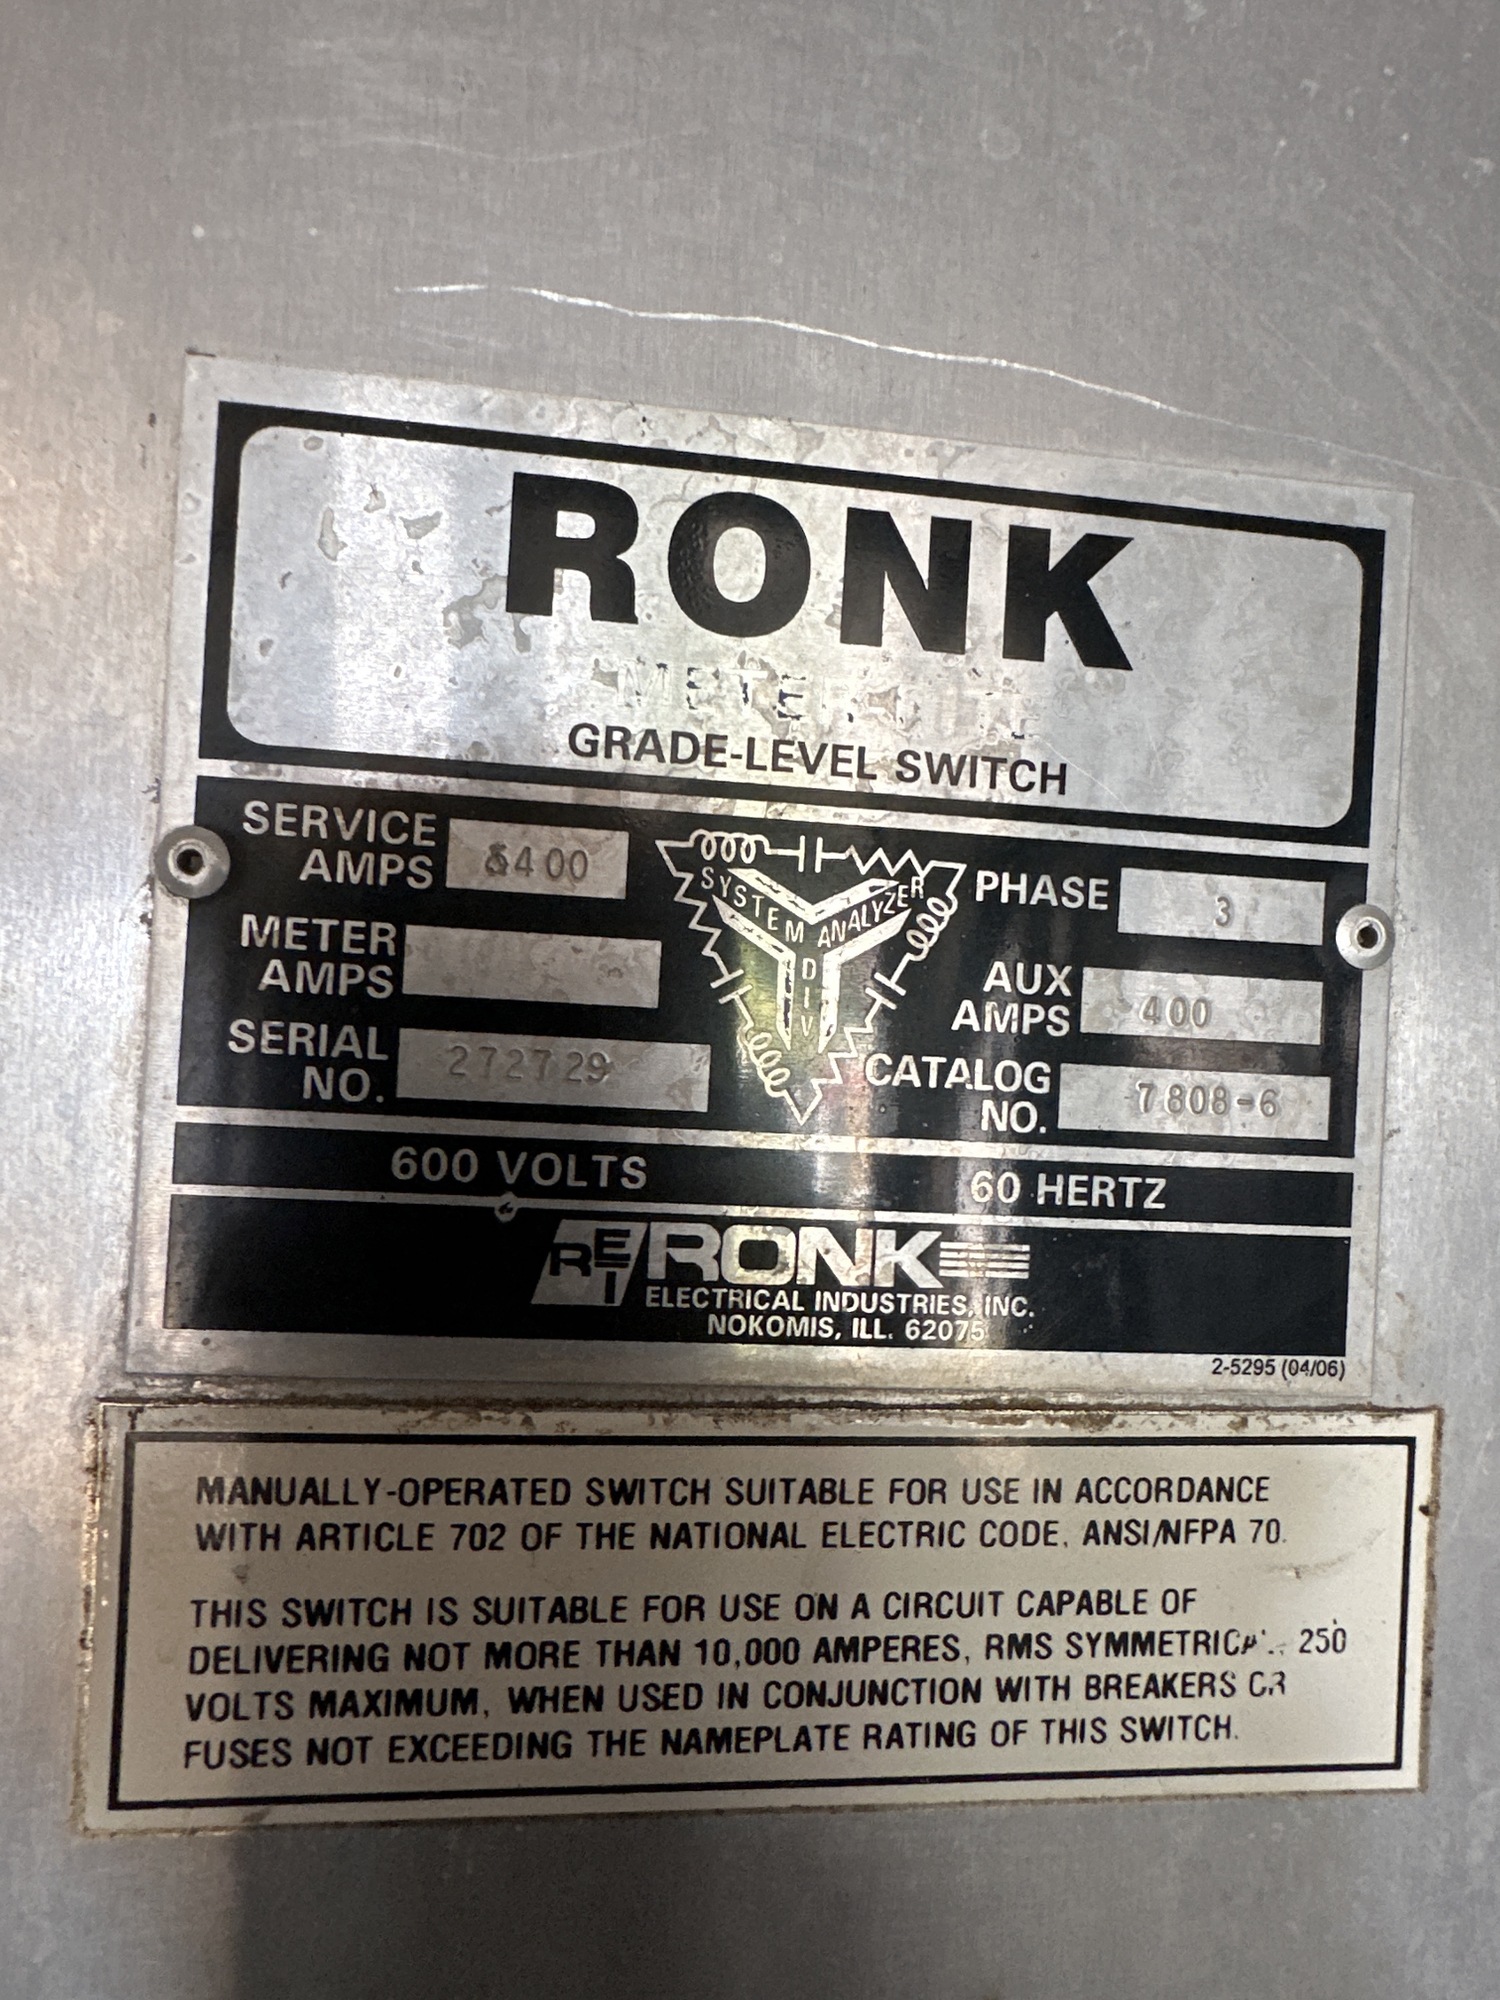 RONK
GRADE-LEVEL SWITCH
SERVICE AMPS 400
PHASE 3
METER AMPS
AUX AMPS 400
SERIAL NO. 272729
CATALOG NO. 7808-6
SYSTEM ANALYZER DIV
600 VOLTS 60 HERTZ
REI RONK
ELECTRICAL INDUSTRIES, INC.
NOKOMIS, ILL. 62075
2-5295 (04/06)
MANUALLY-OPERATED SWITCH SUITABLE FOR USE IN ACCORDANCE
WITH ARTICLE 702 OF THE NATIONAL ELECTRIC CODE, ANSI/NFPA 70.
THIS SWITCH IS SUITABLE FOR USE ON A CIRCUIT CAPABLE OF
DELIVERING NOT MORE THAN 10,000 AMPERES, RMS SYMMETRICAL 250
VOLTS MAXIMUM, WHEN USED IN CONJUNCTION WITH BREAKERS OR
FUSES NOT EXCEEDING THE NAMEPLATE RATING OF THIS SWITCH.